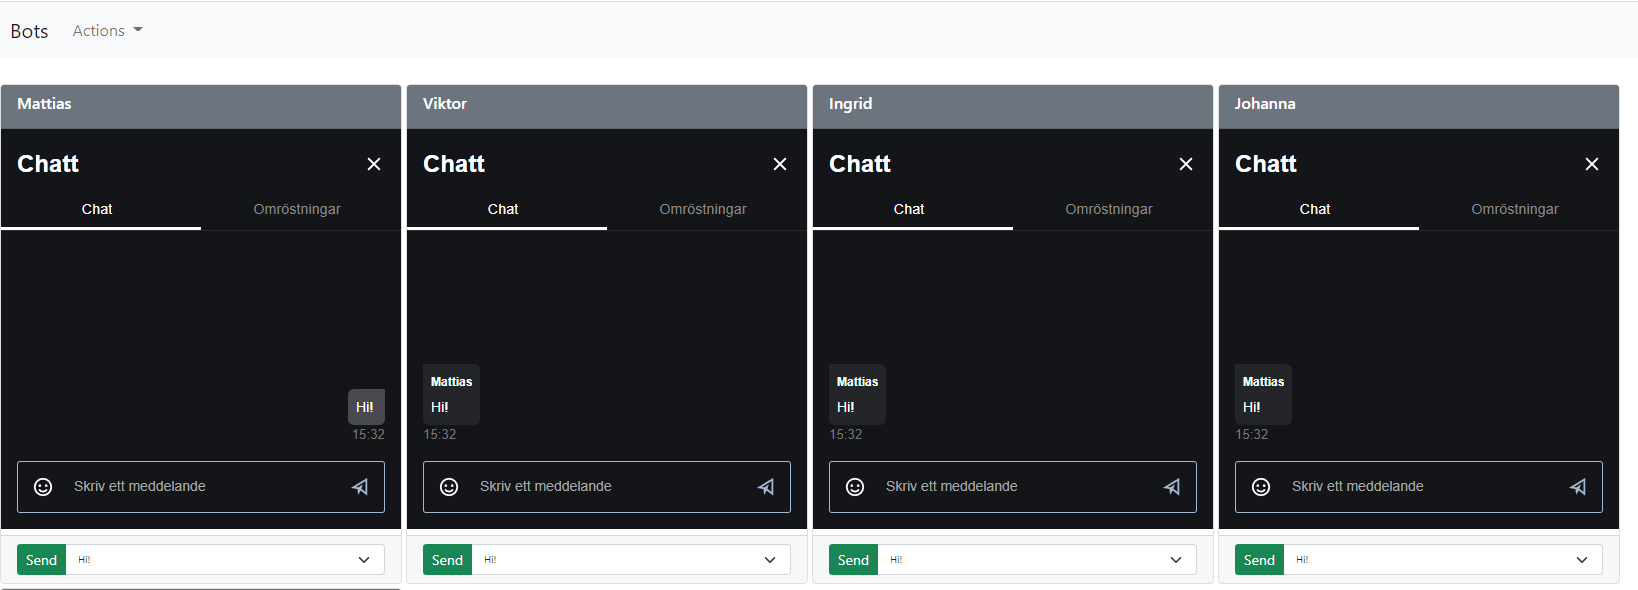 Bots Actions
Mattias Viktor Ingrid Johanna
Chatt Chatt Chatt Chatt
Chat Omröstningar Chat Omröstningar Chat Omröstningar Chat Omröstningar
Mattias Mattias Mattias
Hi! Hi! Hi! Hi!
15:32 15:32 15:32 15:32
Skriv ett meddelande Skriv ett meddelande Skriv ett meddelande Skriv ett meddelande
Send Hi! Send Hi! Send Hi! Send Hi!